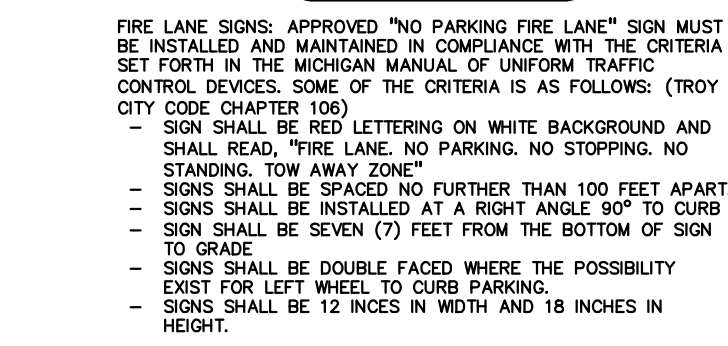 FIRE LANE SIGNS: APPROVED "NO PARKING FIRE LANE" SIGN MUST
BE INSTALLED AND MAINTAINED IN COMPLIANCE WITH THE CRITERIA
SET FORTH IN THE MICHIGAN MANUAL OF UNIFORM TRAFFIC
CONTROL DEVICES. SOME OF THE CRITERIA IS AS FOLLOWS: (TROY
CITY CODE CHAPTER 106)
– SIGN SHALL BE RED LETTERING ON WHITE BACKGROUND AND
SHALL READ, "FIRE LANE. NO PARKING. NO STOPPING. NO
STANDING. TOW AWAY ZONE"
– SIGNS SHALL BE SPACED NO FURTHER THAN 100 FEET APART.
– SIGNS SHALL BE INSTALLED AT A RIGHT ANGLE 90° TO CURB
– SIGN SHALL BE SEVEN (7) FEET FROM THE BOTTOM OF SIGN
TO GRADE
– SIGNS SHALL BE DOUBLE FACED WHERE THE POSSIBILITY
EXIST FOR LEFT WHEEL TO CURB PARKING.
– SIGNS SHALL BE 12 INCES IN WIDTH AND 18 INCHES IN
HEIGHT.